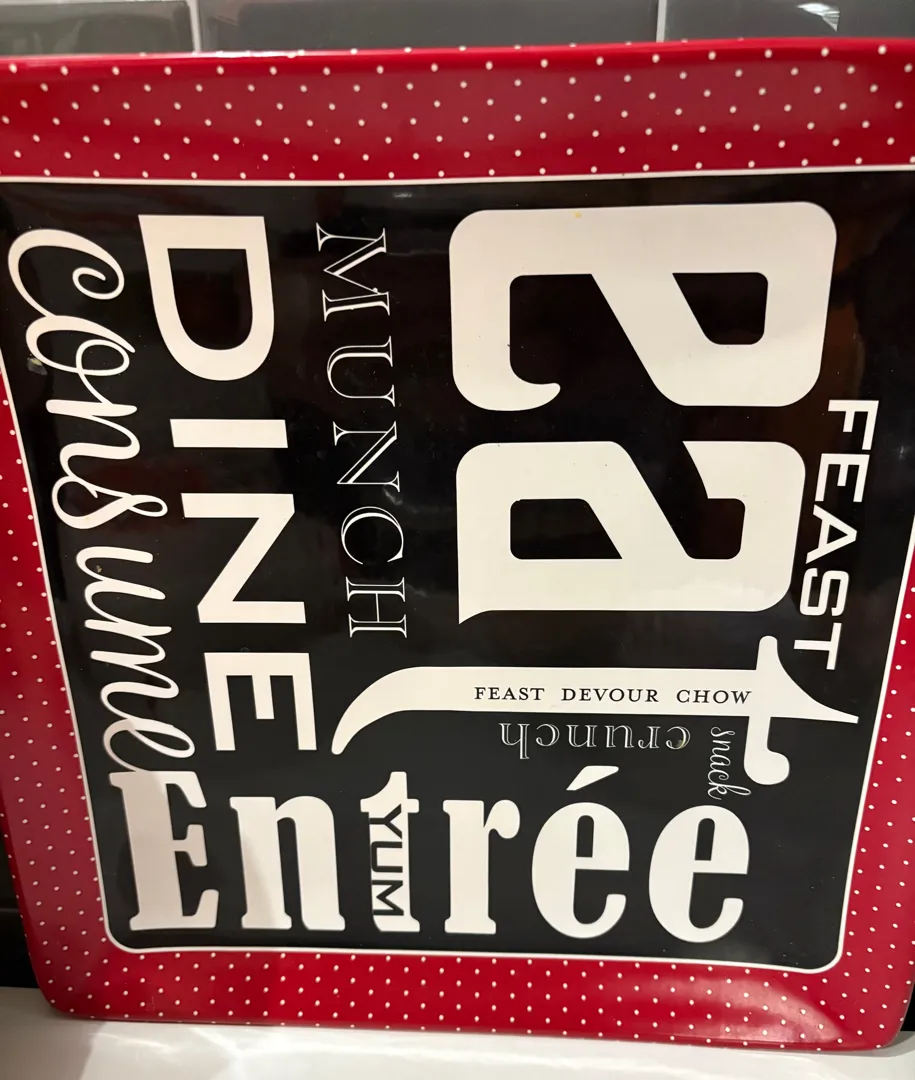 eat
FEAST
MUNCH
DINE
consume
FEAST DEVOUR CHOW
crunch
snack
Entrée
YUM